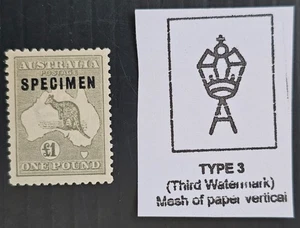 AUSTRALIA
POSTAGE
SPECIMEN
£1
ONE POUND
A
TYPE 3
(Third Watermark)
Mesh of paper vertical